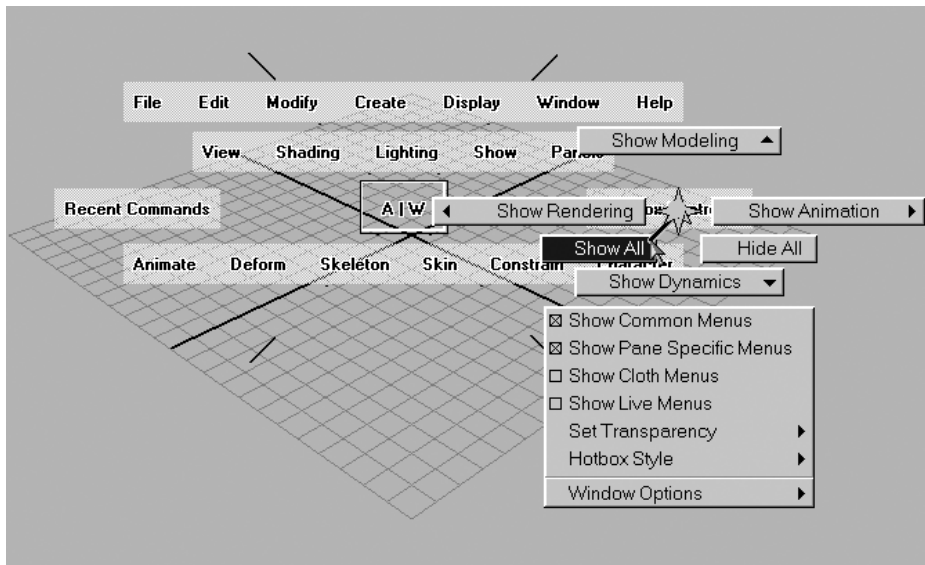 File Edit Modify Create Display Window Help
View Shading Lighting Show Panels
Show Modeling
Recent Commands
A | W
Show Rendering
Show Animation
Show All
Hide All
Animate Deform Skeleton Skin Constrain Character
Show Dynamics
Show Common Menus
Show Pane Specific Menus
Show Cloth Menus
Show Live Menus
Set Transparency
Hotbox Style
Window Options